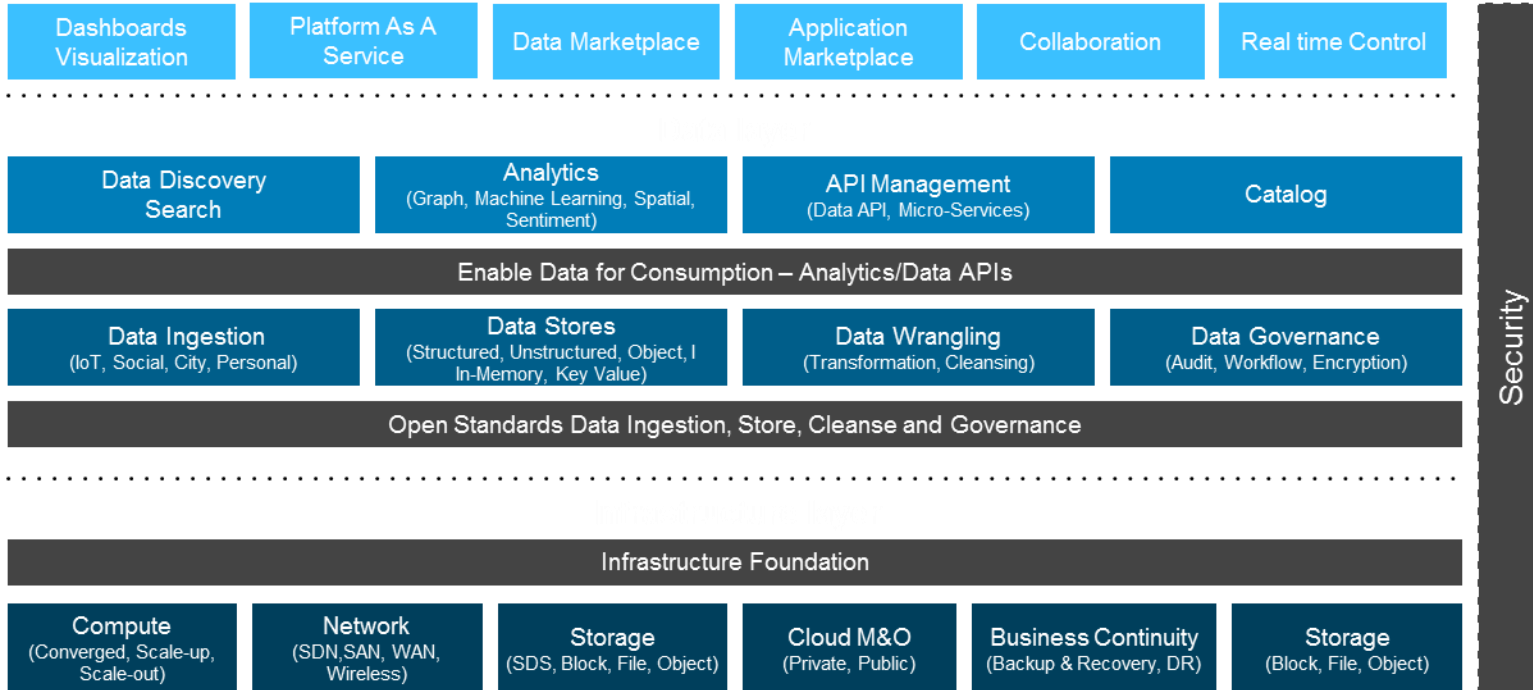 Dashboards
Visualization
Platform As A
Service
Data Marketplace
Application
Marketplace
Collaboration
Real time Control
Data Discovery
Search
Analytics
(Graph, Machine Learning, Spatial,
Sentiment)
API Management
(Data API, Micro-Services)
Catalog
Enable Data for Consumption – Analytics/Data APIs
Data Ingestion
(IoT, Social, City, Personal)
Data Stores
(Structured, Unstructured, Object, I
In-Memory, Key Value)
Data Wrangling
(Transformation, Cleansing)
Data Governance
(Audit, Workflow, Encryption)
Open Standards Data Ingestion, Store, Cleanse and Governance
Infrastructure Foundation
Compute
(Converged, Scale-up,
Scale-out)
Network
(SDN,SAN, WAN,
Wireless)
Storage
(SDS, Block, File, Object)
Cloud M&O
(Private, Public)
Business Continuity
(Backup & Recovery, DR)
Storage
(Block, File, Object)
Security